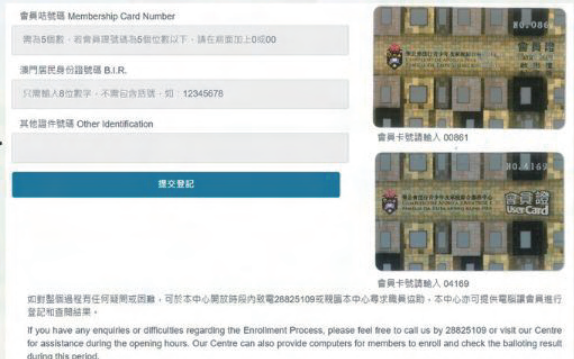 會員咭號碼 Membership Card Number
需為5個數，若會員證號碼為5個位數以下，請在前面加上0或00
澳門居民身份證號碼 B.I.R.
只需輸入8位數字，不需包含括號，如：12345678
其他證件號碼 Other Identification
提交登記
NO.0861
會員證
會員卡號請輸入 00861
NO.4169
會員證
User Card
會員卡號請輸入 04169
如對整個過程有任何疑問或困難，可於本中心開放時段內致電28825109或親臨本中心尋求職員協助，本中心亦可提供電腦讓會員進行
登記和查閱結果。
If you have any enquiries or difficulties regarding the Enrollment Process, please feel free to call us by 28825109 or visit our Centre
for assistance during the opening hours. Our Centre can also provide computers for members to enroll and check the balloting result
during this period.